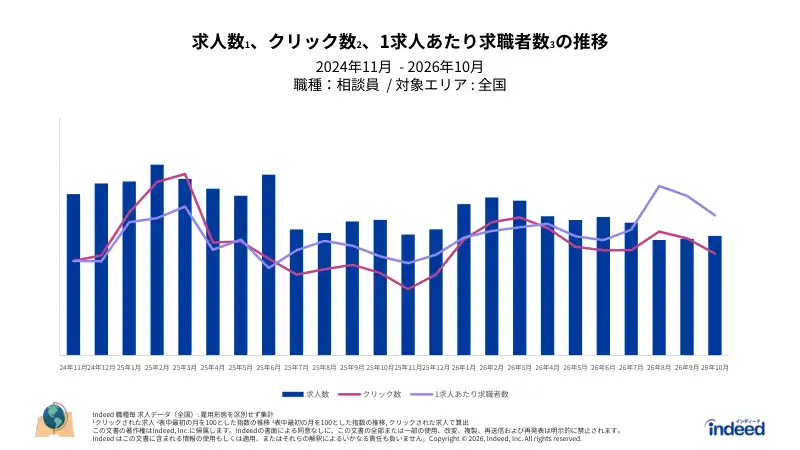 求人数1、クリック数2、1求人あたり求職者数3の推移
2024年11月 - 2026年10月
職種：相談員 / 対象エリア : 全国
24年11月 24年12月 25年1月 25年2月 25年3月 25年4月 25年5月 25年6月 25年7月 25年8月 25年9月 25年10月 25年11月 25年12月 26年1月 26年2月 26年3月 26年4月 26年5月 26年6月 26年7月 26年8月 26年9月 26年10月
求人数 クリック数 1求人あたり求職者数
Indeed 職種毎 求人データ（全国）: 雇用形態を区別せず集計
¹クリックされた求人 ²表中最初の月を100とした指数の推移 ³表中最初の月を100とした指数の推移, クリックされた求人で算出
この文書の著作権はIndeed, Inc.に帰属します。Indeedの書面による同意なしに、この文書の全部または一部の使用、改変、複製、再送信および再発表は明示的に禁止されます。
Indeed はこの文書に含まれる情報の使用もしくは適用、またはそれらの解釈によるいかなる責任も負いません。Copyright © 2026, Indeed, Inc. All rights reserved.
インディード
indeed